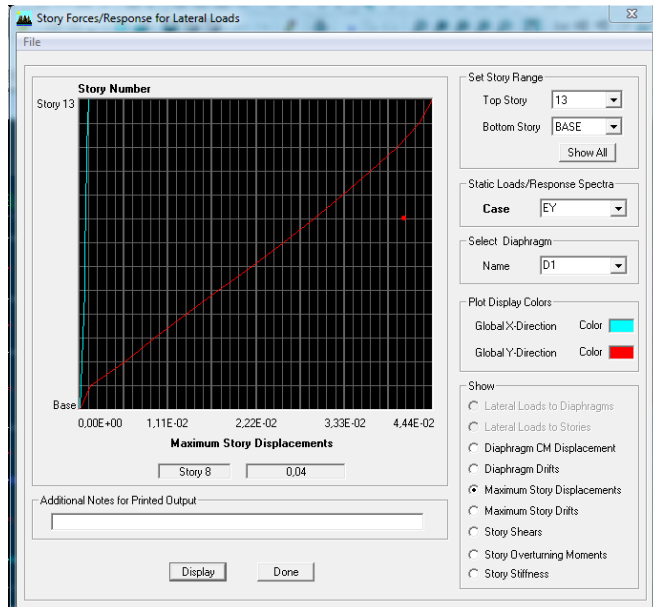 Story Forces/Response for Lateral Loads
File
Story Number
Story 13
Base
0,00E+00 1,11E-02 2,22E-02 3,33E-02 4,44E-02
Maximum Story Displacements
Story 8 0,04
Additional Notes for Printed Output
Display Done
Set Story Range
Top Story 13
Bottom Story BASE
Show All
Static Loads/Response Spectra
Case EY
Select Diaphragm
Name D1
Plot Display Colors
Global X-Direction Color
Global Y-Direction Color
Show
Lateral Loads to Diaphragms
Lateral Loads to Stories
Diaphragm CM Displacement
Diaphragm Drifts
Maximum Story Displacements
Maximum Story Drifts
Story Shears
Story Overturning Moments
Story Stiffness